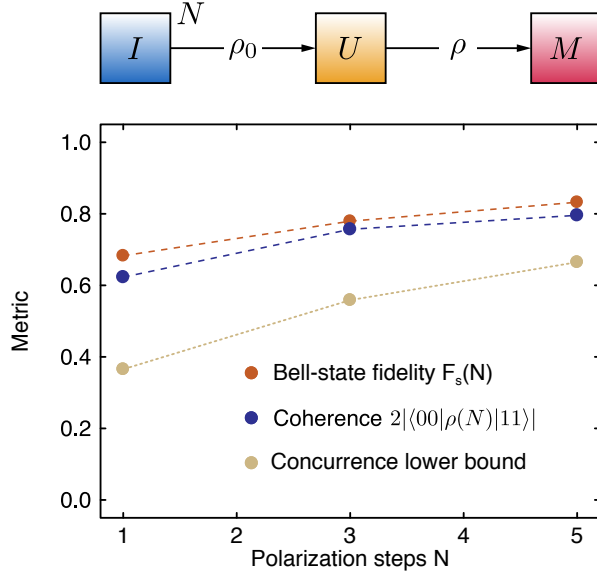 N
I ρ₀ U ρ M
1.0
0.8
0.6
0.4
0.2
0.0
Metric
Bell-state fidelity Fₛ(N)
Coherence 2|⟨00|ρ(N)|11⟩|
Concurrence lower bound
1 2 3 4 5
Polarization steps N